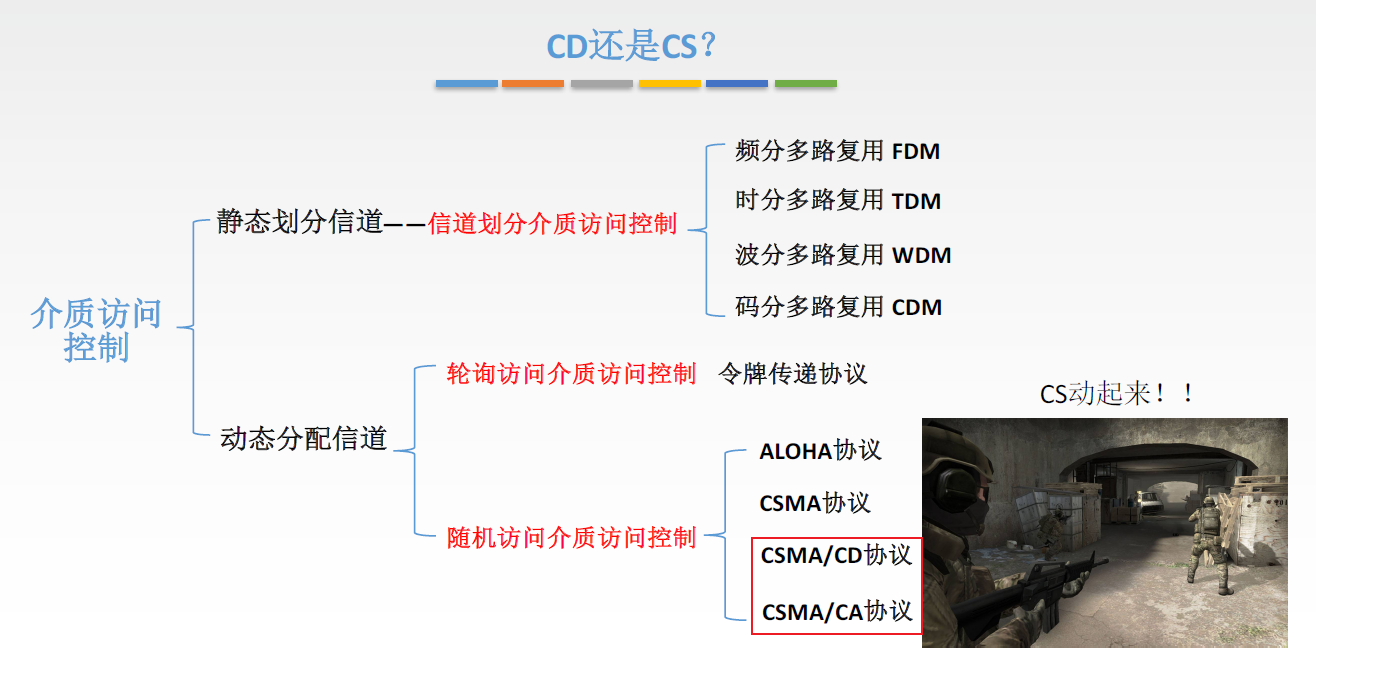 CD还是CS？
频分多路复用 FDM
时分多路复用 TDM
静态划分信道——信道划分介质访问控制
波分多路复用 WDM
码分多路复用 CDM
介质访问
控制
轮询访问介质访问控制 令牌传递协议
CS动起来！！
动态分配信道
ALOHA协议
CSMA协议
随机访问介质访问控制
CSMA/CD协议
CSMA/CA协议